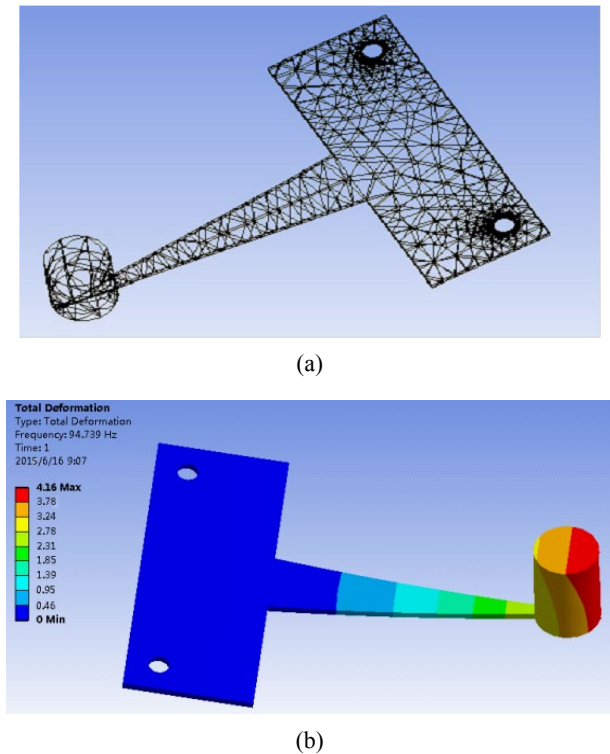 (a)
Total Deformation
Type: Total Deformation
Frequency: 94.739 Hz
Time: 1
2015/6/16 9:07
4.16 Max
3.78
3.24
2.78
2.31
1.85
1.39
0.95
0.46
0 Min
(b)